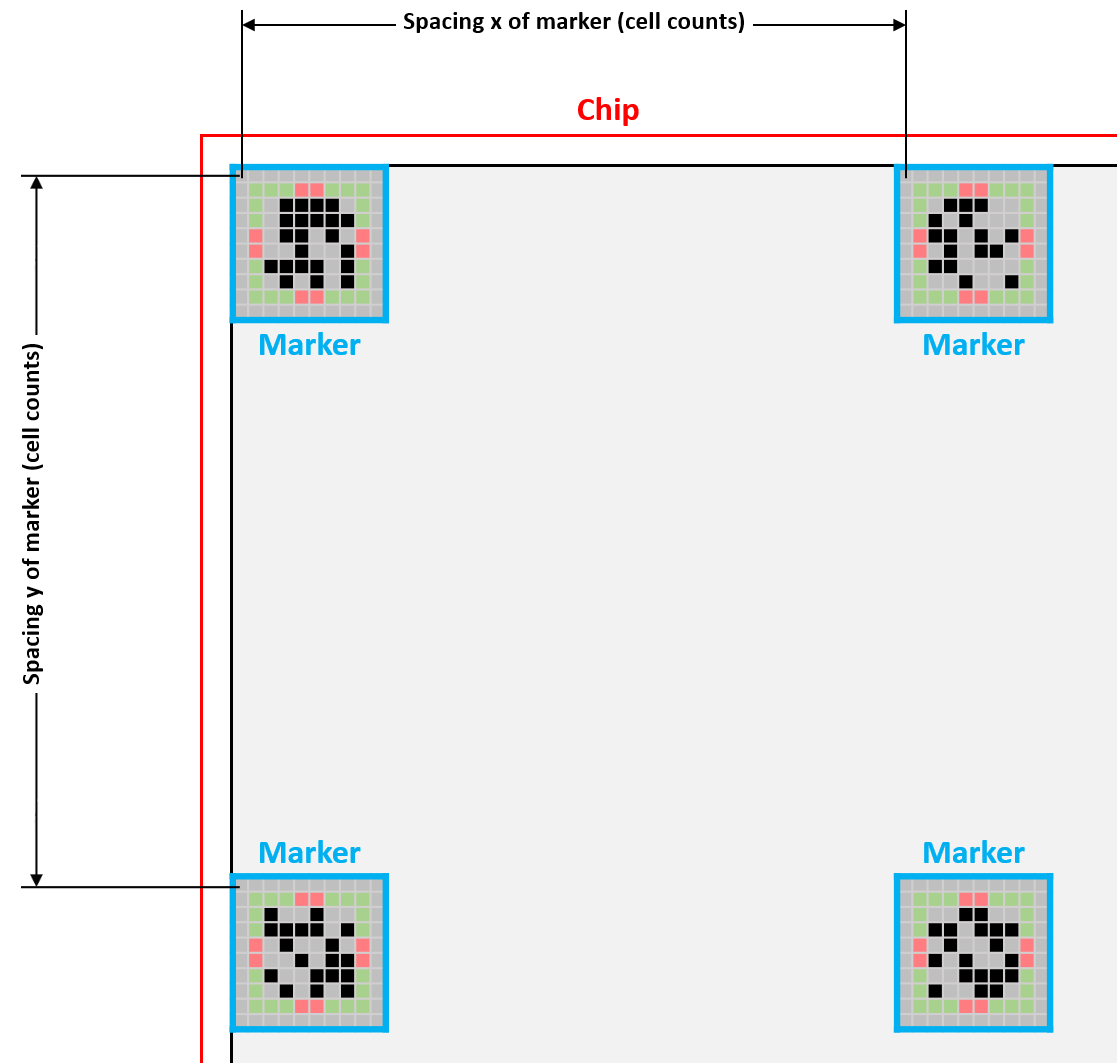 Spacing x of marker (cell counts)
Chip
Marker
Marker
Spacing y of marker (cell counts)
Marker
Marker